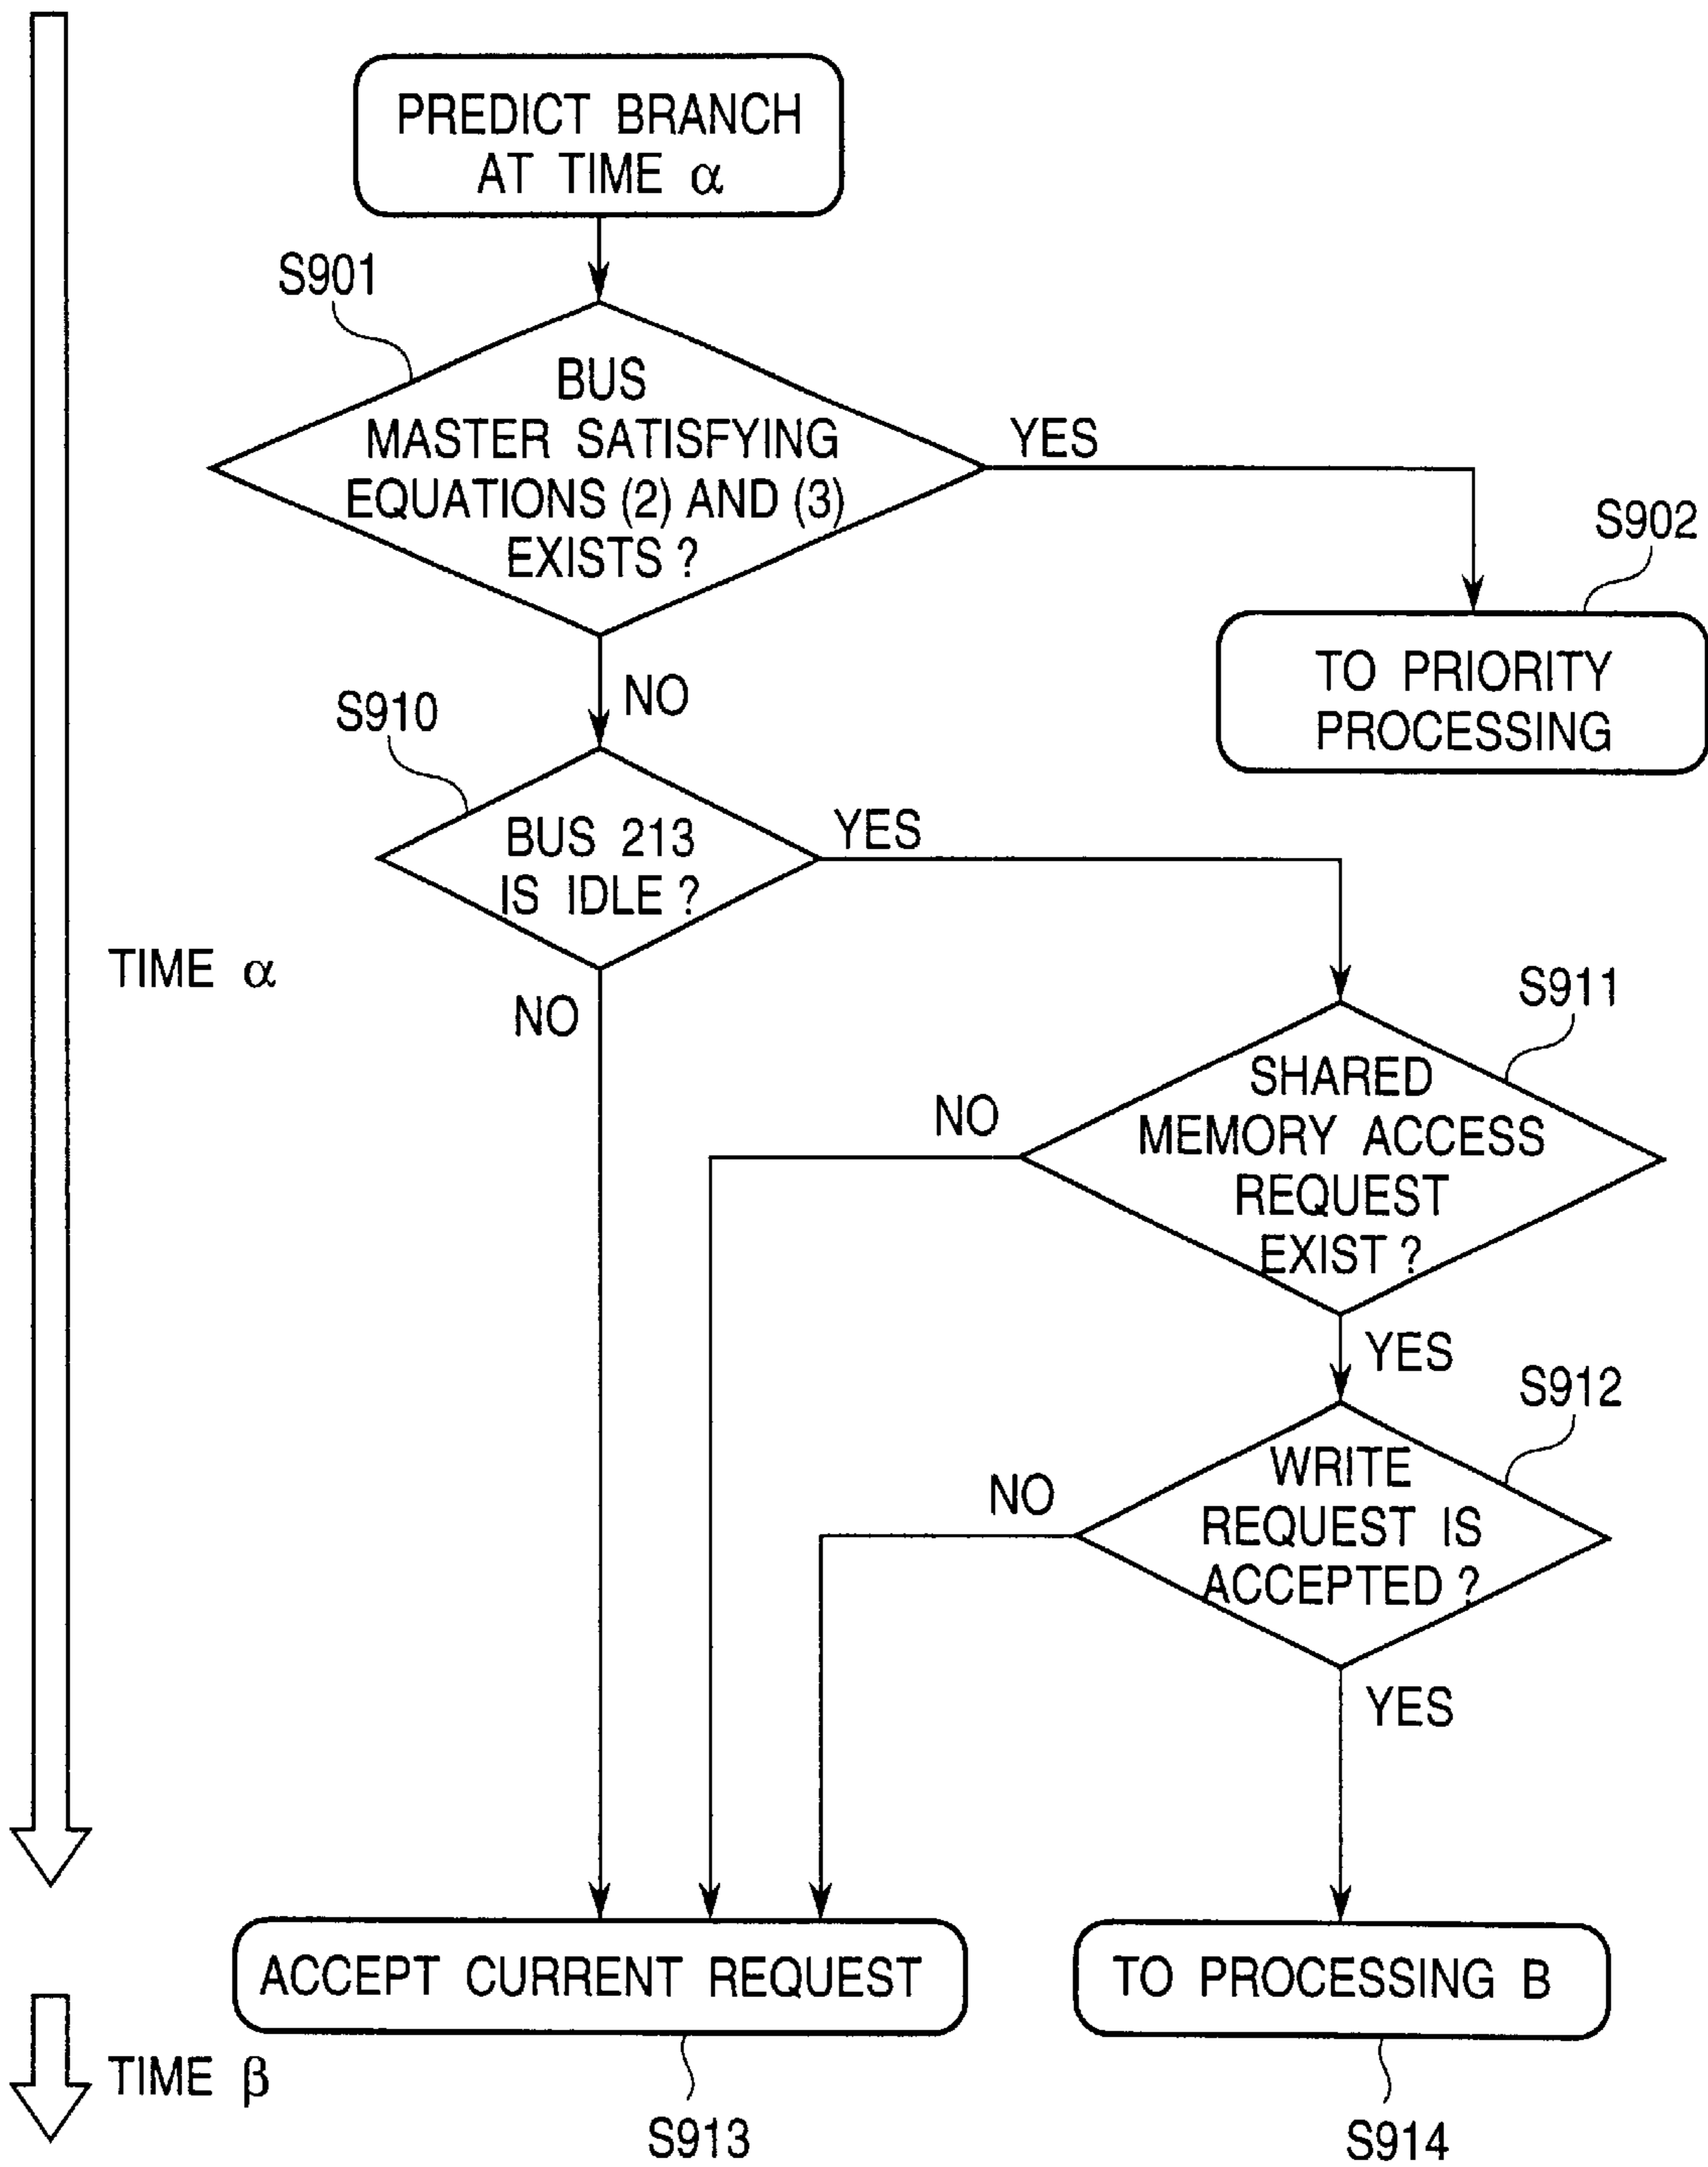 PREDICT BRANCH
AT TIME α
S901
BUS
MASTER SATISFYING
EQUATIONS (2) AND (3)
EXISTS ?
YES
S902
TO PRIORITY
PROCESSING
NO
S910
BUS 213
IS IDLE ?
YES
TIME α
NO
S911
SHARED
MEMORY ACCESS
REQUEST
EXIST ?
NO
YES
S912
WRITE
REQUEST IS
ACCEPTED ?
NO
YES
ACCEPT CURRENT REQUEST
TO PROCESSING B
TIME β
S913
S914